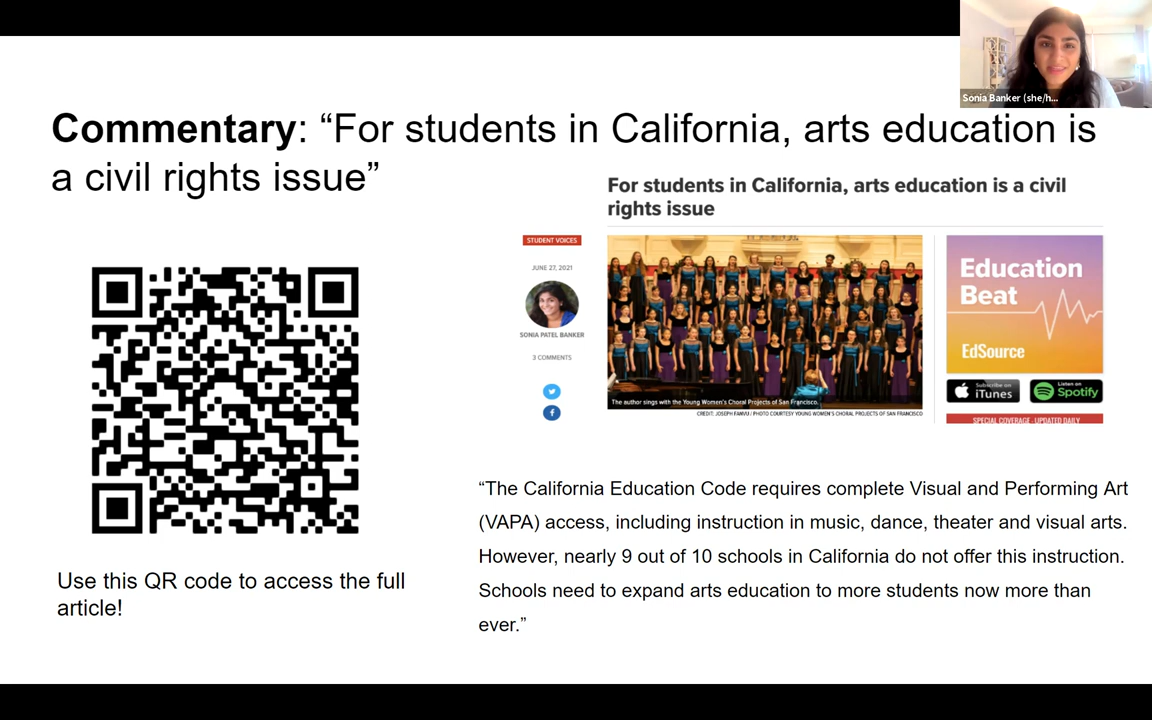 Sonia Banker (she/h...
Commentary: “For students in California, arts education is
a civil rights issue”
For students in California, arts education is a civil
rights issue
STUDENT VOICES
JUNE 27, 2021
SONIA PATEL BANKER
3 COMMENTS
The author sings with the Young Women's Choral Projects of San Francisco.
CREDIT: JOSEPH FANVU / PHOTO COURTESY YOUNG WOMEN'S CHORAL PROJECTS OF SAN FRANCISCO
Education
Beat
EdSource
Subscribe on
iTunes
Listen on
Spotify
SPECIAL COVERAGE, UPDATED DAILY
“The California Education Code requires complete Visual and Performing Art
(VAPA) access, including instruction in music, dance, theater and visual arts.
However, nearly 9 out of 10 schools in California do not offer this instruction.
Schools need to expand arts education to more students now more than
ever.”
Use this QR code to access the full
article!